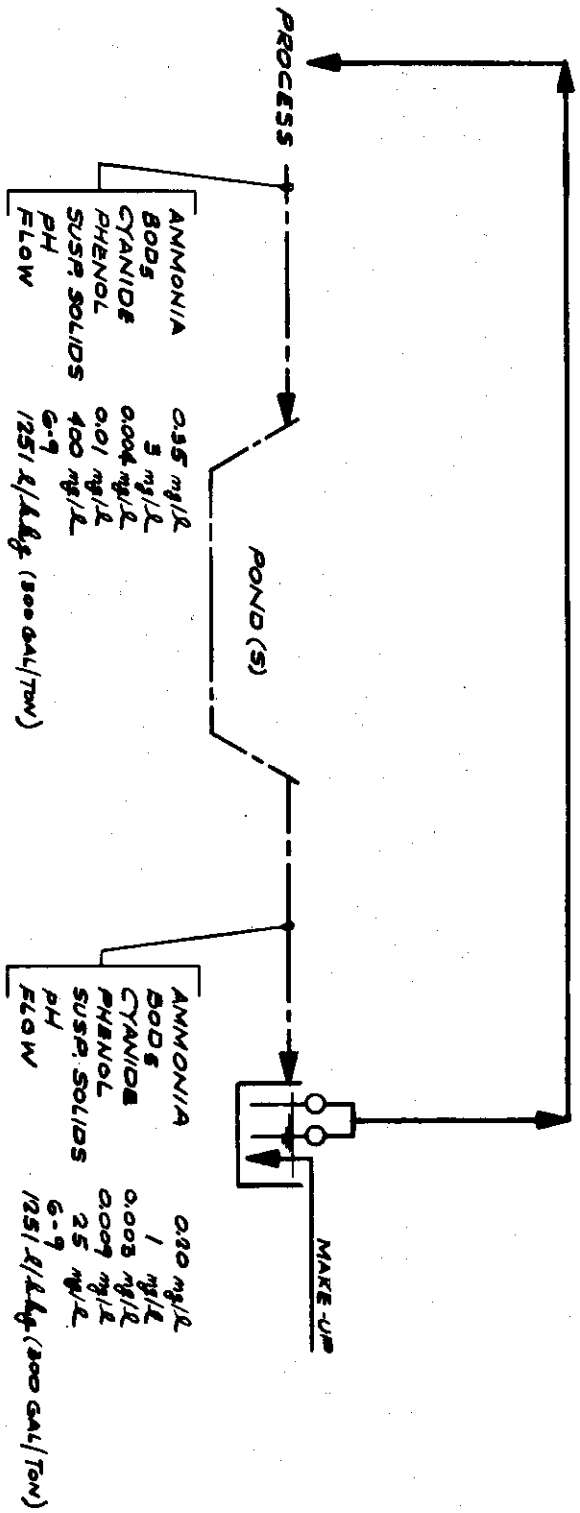 PROCESS
POND (S)
MAKE-UP
AMMONIA 0.35 mg/l
BOD5 3 mg/l
CYANIDE 0.004 mg/l
PHENOL 0.01 mg/l
SUSP. SOLIDS 400 mg/l
pH 6-9
FLOW 1251 l/kkg (300 GAL/TON)
AMMONIA 0.20 mg/l
BOD5 1 mg/l
CYANIDE 0.003 mg/l
PHENOL 0.009 mg/l
SUSP. SOLIDS 25 mg/l
pH 6-9
FLOW 1251 l/kkg (300 GAL/TON)